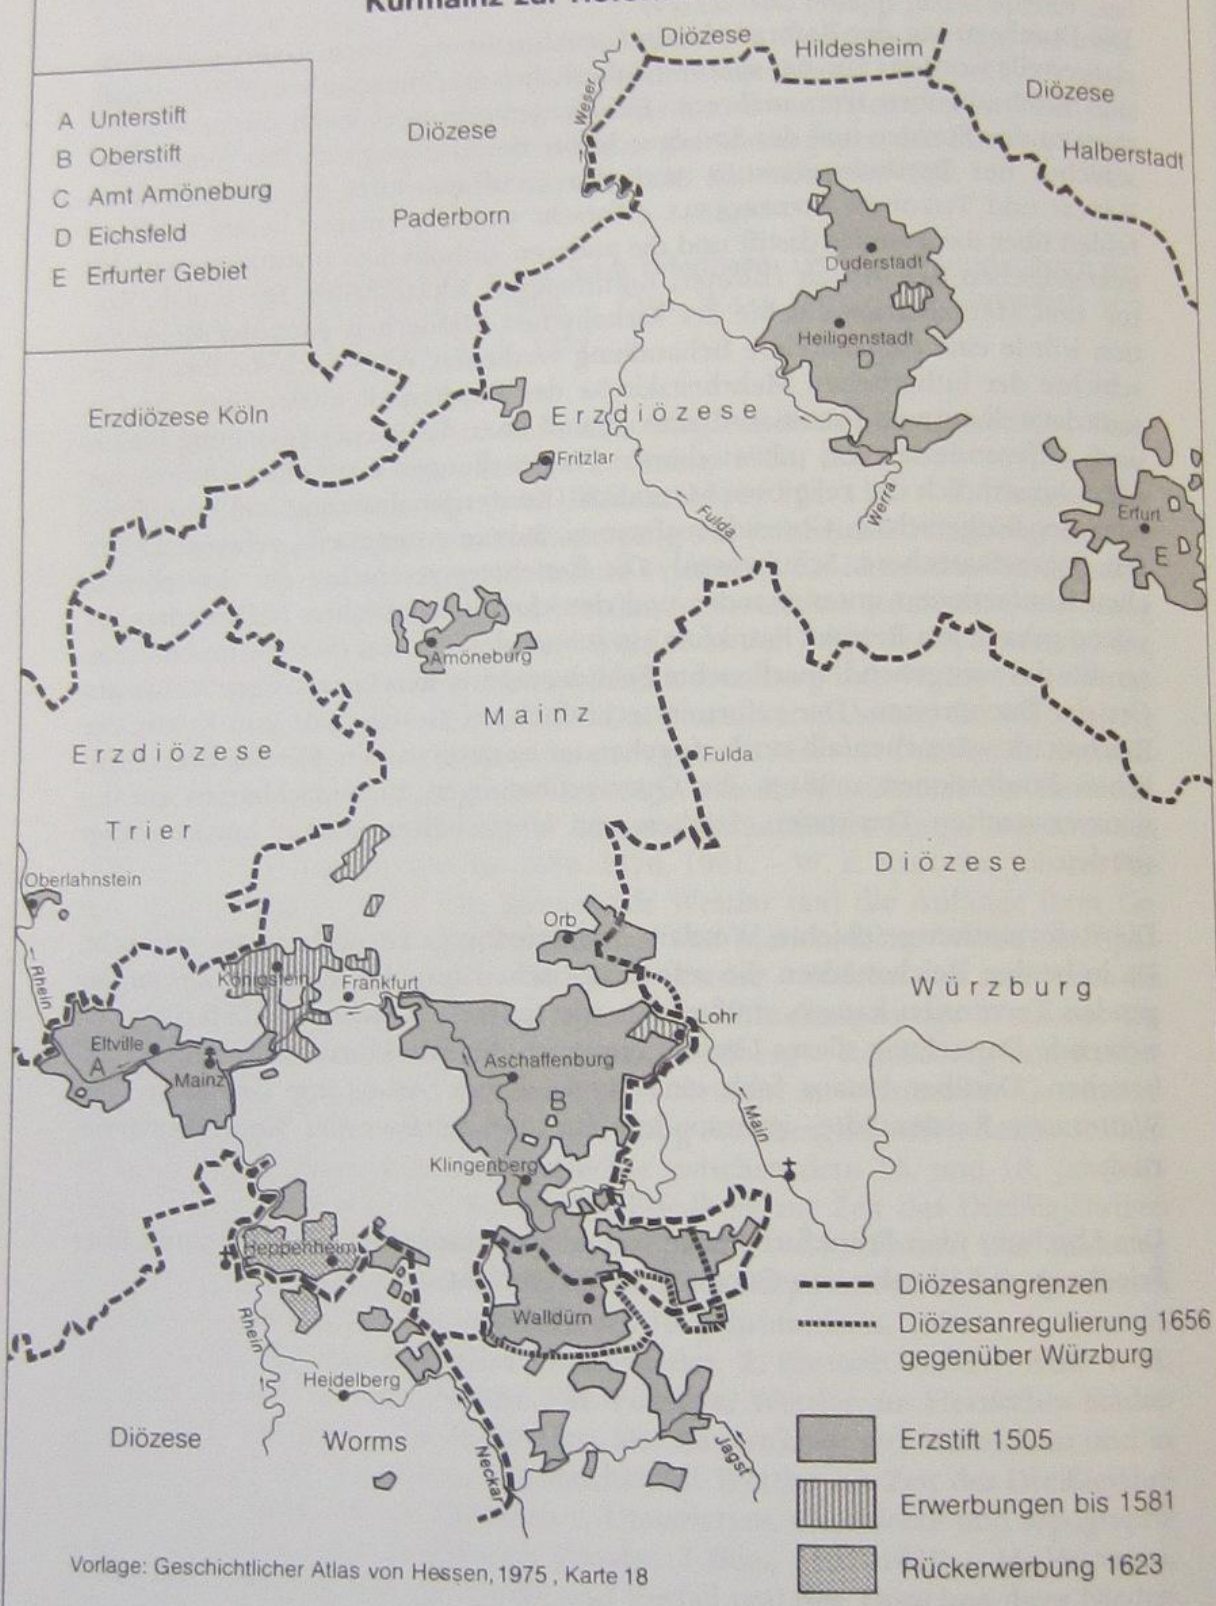 Kurmainz zur
Diözese
Hildesheim
Diözese
Halberstadt
Weser
A Unterstift
B Oberstift
C Amt Amöneburg
D Eichsfeld
E Erfurter Gebiet
Diözese
Paderborn
Duderstadt
Heiligenstadt
D
Erzdiözese Köln
Erzdiözese
Fritzlar
Werra
Fulda
Erfurt
E
Amöneburg
Mainz
Erzdiözese
Trier
Fulda
Diözese
Würzburg
Oberlahnstein
Rhein
Orb
Königstein
Frankfurt
Lohr
Eltville
A
Mainz
Aschaffenburg
B
Main
Klingenberg
Heppenheim
Walldürn
Rhein
Heidelberg
Diözese
Worms
Neckar
Jagst
Diözesangrenzen
Diözesanregulierung 1656
gegenüber Würzburg
Erzstift 1505
Erwerbungen bis 1581
Rückerwerbung 1623
Vorlage: Geschichtlicher Atlas von Hessen, 1975, Karte 18